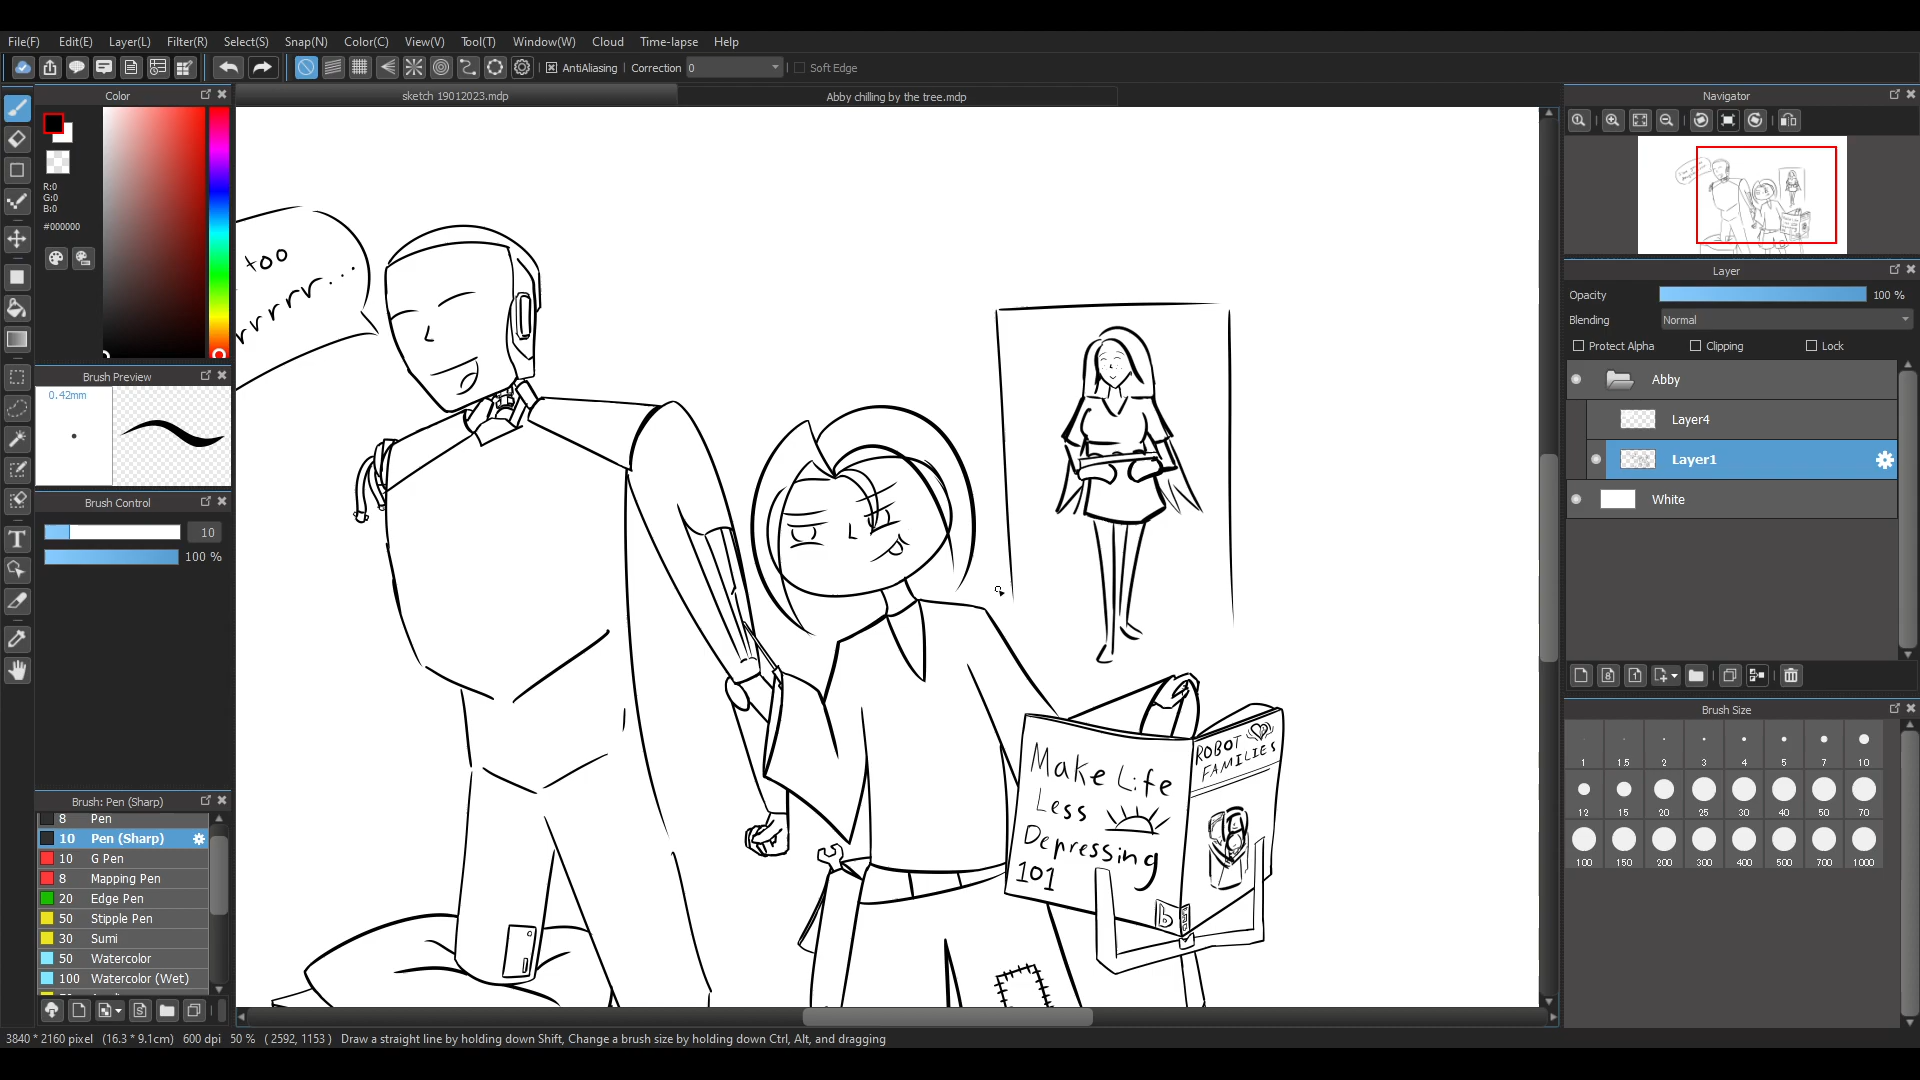 File(F) Edit(E) Layer(L) Filter(R) Select(S) Snap(N) Color(C) View(V) Tool(T) Window(W) Cloud Time-lapse Help
AntiAliasing Correction 0 Soft Edge
Color
sketch 19012023.mdp
Abby chilling by the tree.mdp
Navigator
R:0
G:0
B:0
#000000
Layer
Opacity 100 %
Blending Normal
Protect Alpha Clipping Lock
Abby
Layer4
Layer1
White
Brush Preview
0.42mm
Brush Control
10
100 %
Brush: Pen (Sharp)
8 Pen
10 Pen (Sharp)
10 G Pen
8 Mapping Pen
20 Edge Pen
50 Stipple Pen
30 Sumi
50 Watercolor
100 Watercolor (Wet)
too
rrrrrr...
Make Life
Less
Depressing
101
ROBOT
FAMILIES
b
Brush Size
1 1.5 2 3 4 5 7 10
12 15 20 25 30 40 50 70
100 150 200 300 400 500 700 1000
3840 * 2160 pixel (16.3 * 9.1cm) 600 dpi 50 % ( 2592, 1153 ) Draw a straight line by holding down Shift, Change a brush size by holding down Ctrl, Alt, and dragging